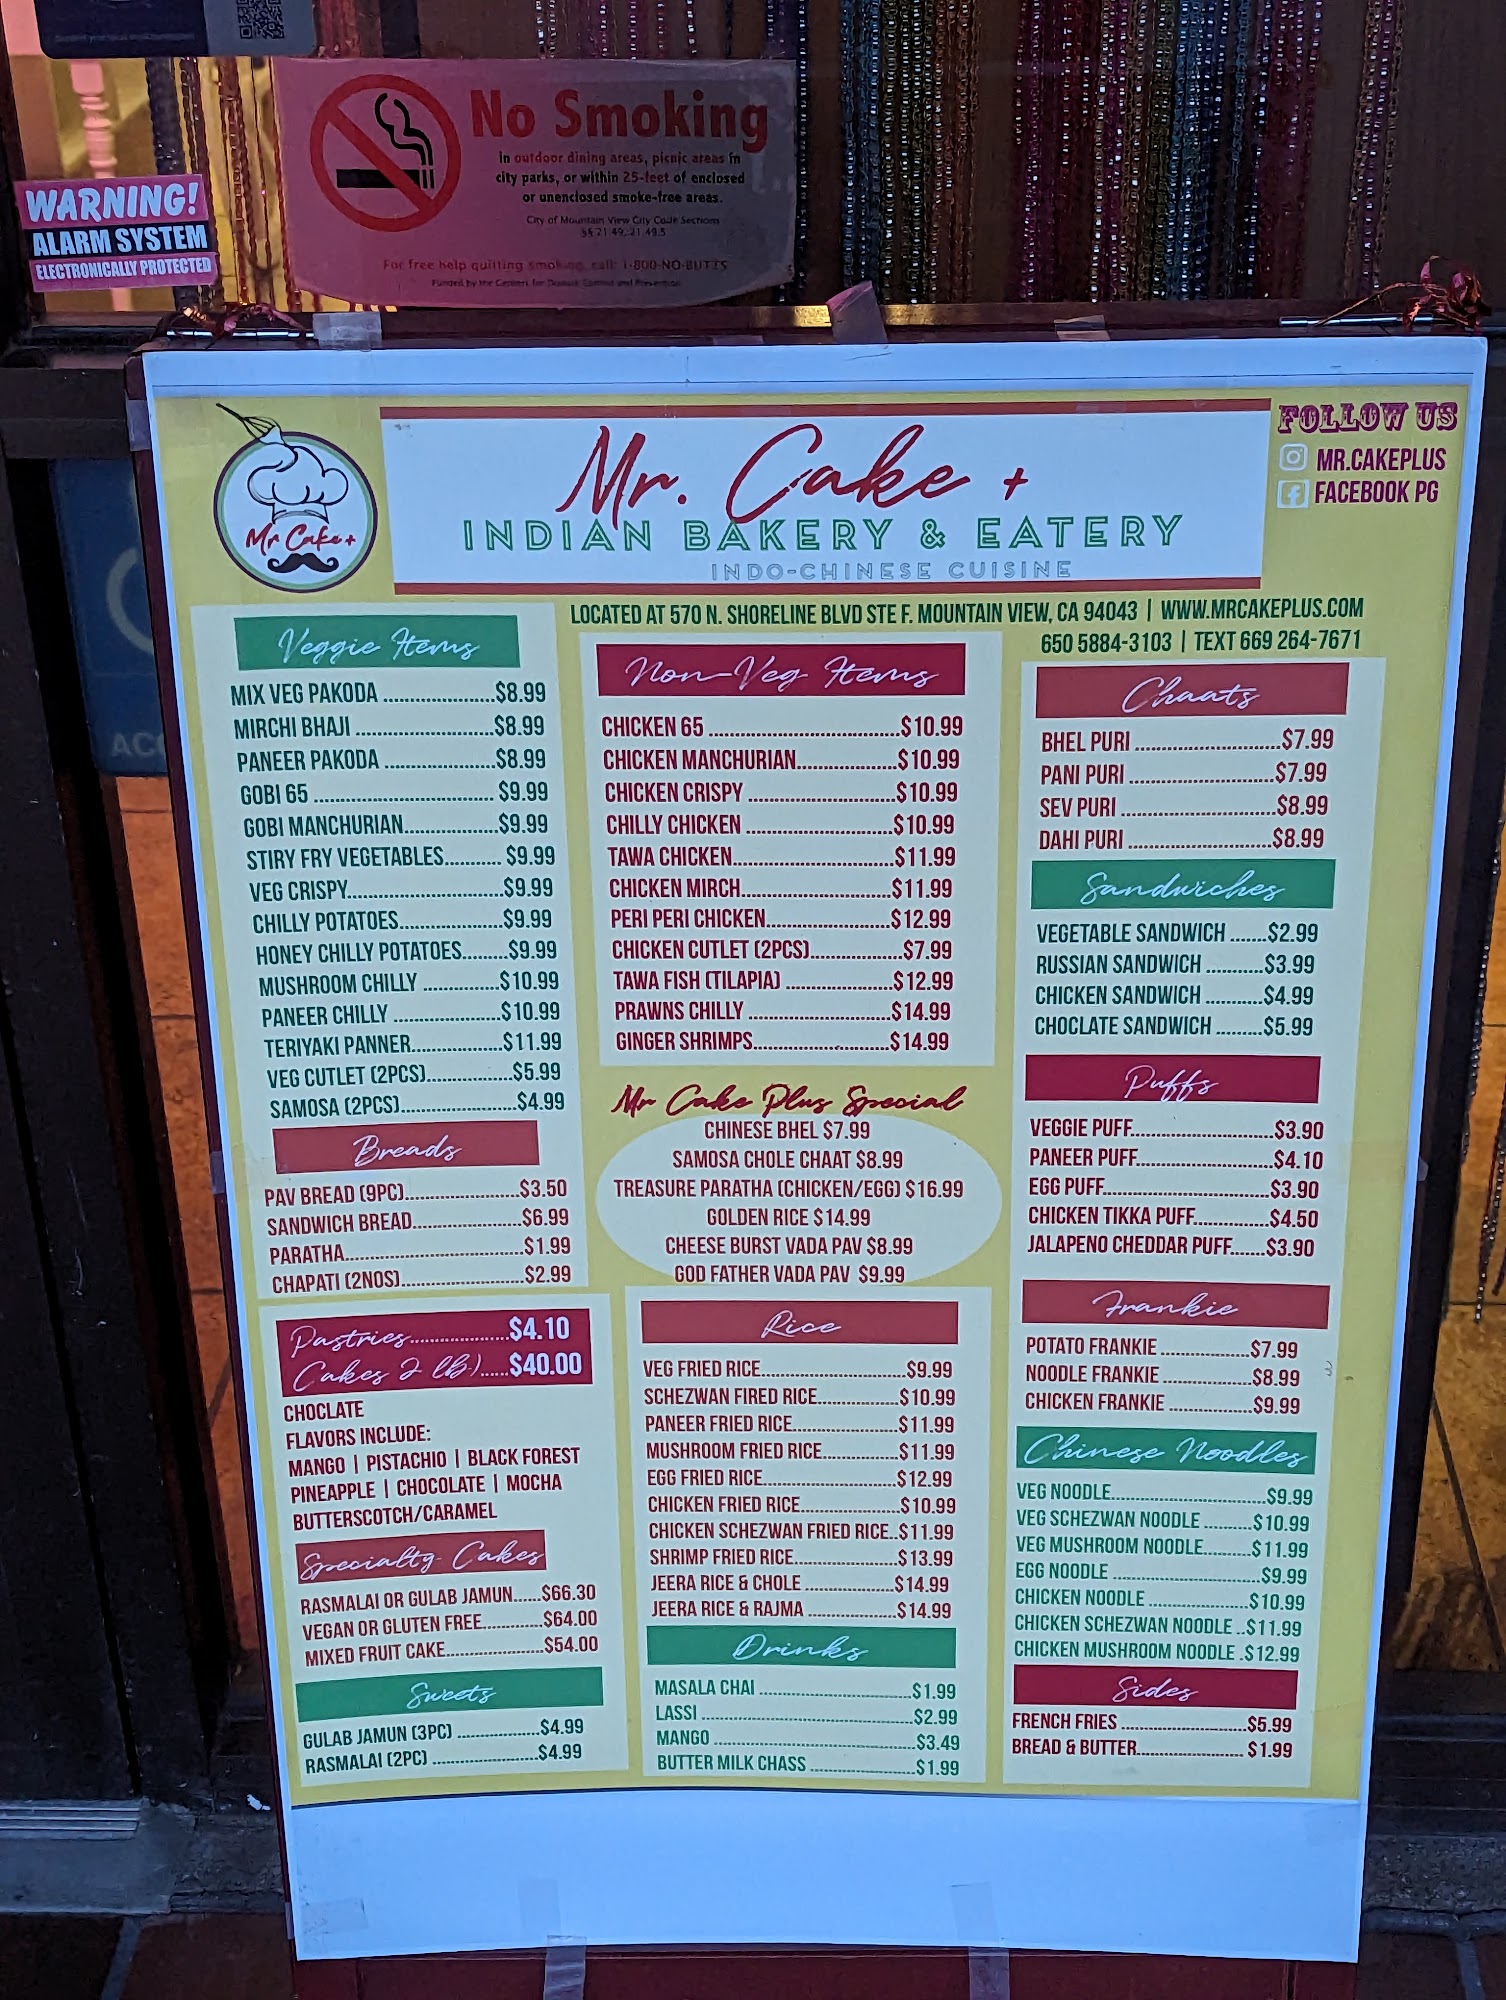 No Smoking
in outdoor dining areas, picnic areas in
city parks, or within 25-feet of enclosed
or unenclosed smoke-free areas.
City of Mountain View City Code Sections
§§ 21.49, 21.49.5
For free help quitting smoking, call: 1-800-NO-BUTTS
Funded by the Centers for Disease Control and Prevention
WARNING!
ALARM SYSTEM
ELECTRONICALLY PROTECTED
AC
Mr Cake +
Mr. Cake +
INDIAN BAKERY & EATERY
INDO-CHINESE CUISINE
FOLLOW US
MR.CAKEPLUS
FACEBOOK PG
LOCATED AT 570 N. SHORELINE BLVD STE F. MOUNTAIN VIEW, CA 94043 | WWW.MRCAKEPLUS.COM
650 5884-3103 | TEXT 669 264-7671
Veggie Items
MIX VEG PAKODA ..................$8.99
MIRCHI BHAJI .......................$8.99
PANEER PAKODA ..................$8.99
GOBI 65 ............................. $9.99
GOBI MANCHURIAN...............$9.99
STIRY FRY VEGETABLES.......... $9.99
VEG CRISPY.........................$9.99
CHILLY POTATOES.................$9.99
HONEY CHILLY POTATOES........$9.99
MUSHROOM CHILLY .............$10.99
PANEER CHILLY ..................$10.99
TERIYAKI PANNER...............$11.99
VEG CUTLET (2PCS)...............$5.99
SAMOSA (2PCS)....................$4.99
Breads
PAV BREAD (9PC)...................$3.50
SANDWICH BREAD.................$6.99
PARATHA.............................$1.99
CHAPATI (2NOS)....................$2.99
Pastries..................$4.10
Cakes 2 lb.)......$40.00
CHOCLATE
FLAVORS INCLUDE:
MANGO | PISTACHIO | BLACK FOREST
PINEAPPLE | CHOCOLATE | MOCHA
BUTTERSCOTCH/CARAMEL
Specialty Cakes
RASMALAI OR GULAB JAMUN......$66.30
VEGAN OR GLUTEN FREE.............$64.00
MIXED FRUIT CAKE....................$54.00
Sweets
GULAB JAMUN (3PC) .................$4.99
RASMALAI (2PC) ......................$4.99
Non-Veg Items
CHICKEN 65 .............................$10.99
CHICKEN MANCHURIAN...............$10.99
CHICKEN CRISPY ......................$10.99
CHILLY CHICKEN ......................$10.99
TAWA CHICKEN.........................$11.99
CHICKEN MIRCH.......................$11.99
PERI PERI CHICKEN...................$12.99
CHICKEN CUTLET (2PCS)..............$7.99
TAWA FISH (TILAPIA) ................$12.99
PRAWNS CHILLY ......................$14.99
GINGER SHRIMPS.....................$14.99
Mr Cake Plus Special
CHINESE BHEL $7.99
SAMOSA CHOLE CHAAT $8.99
TREASURE PARATHA (CHICKEN/EGG) $16.99
GOLDEN RICE $14.99
CHEESE BURST VADA PAV $8.99
GOD FATHER VADA PAV $9.99
Rice
VEG FRIED RICE.........................$9.99
SCHEZWAN FIRED RICE..............$10.99
PANEER FRIED RICE..................$11.99
MUSHROOM FRIED RICE.............$11.99
EGG FRIED RICE.......................$12.99
CHICKEN FRIED RICE.................$10.99
CHICKEN SCHEZWAN FRIED RICE..$11.99
SHRIMP FRIED RICE..................$13.99
JEERA RICE & CHOLE ................$14.99
JEERA RICE & RAJMA ................$14.99
Drinks
MASALA CHAI ...........................$1.99
LASSI ......................................$2.99
MANGO ....................................$3.49
BUTTER MILK CHASS ..................$1.99
Chaats
BHEL PURI .........................$7.99
PANI PURI .........................$7.99
SEV PURI ...........................$8.99
DAHI PURI .........................$8.99
Sandwiches
VEGETABLE SANDWICH .......$2.99
RUSSIAN SANDWICH ...........$3.99
CHICKEN SANDWICH ...........$4.99
CHOCLATE SANDWICH .........$5.99
Puffs
VEGGIE PUFF........................$3.90
PANEER PUFF.......................$4.10
EGG PUFF............................$3.90
CHICKEN TIKKA PUFF.............$4.50
JALAPENO CHEDDAR PUFF.......$3.90
Frankie
POTATO FRANKIE .................$7.99
NOODLE FRANKIE .................$8.99
CHICKEN FRANKIE ................$9.99
Chinese Noodles
VEG NOODLE..............................$9.99
VEG SCHEZWAN NOODLE .........$10.99
VEG MUSHROOM NOODLE.........$11.99
EGG NOODLE .............................$9.99
CHICKEN NOODLE ...................$10.99
CHICKEN SCHEZWAN NOODLE ..$11.99
CHICKEN MUSHROOM NOODLE .$12.99
Sides
FRENCH FRIES ........................$5.99
BREAD & BUTTER.................... $1.99